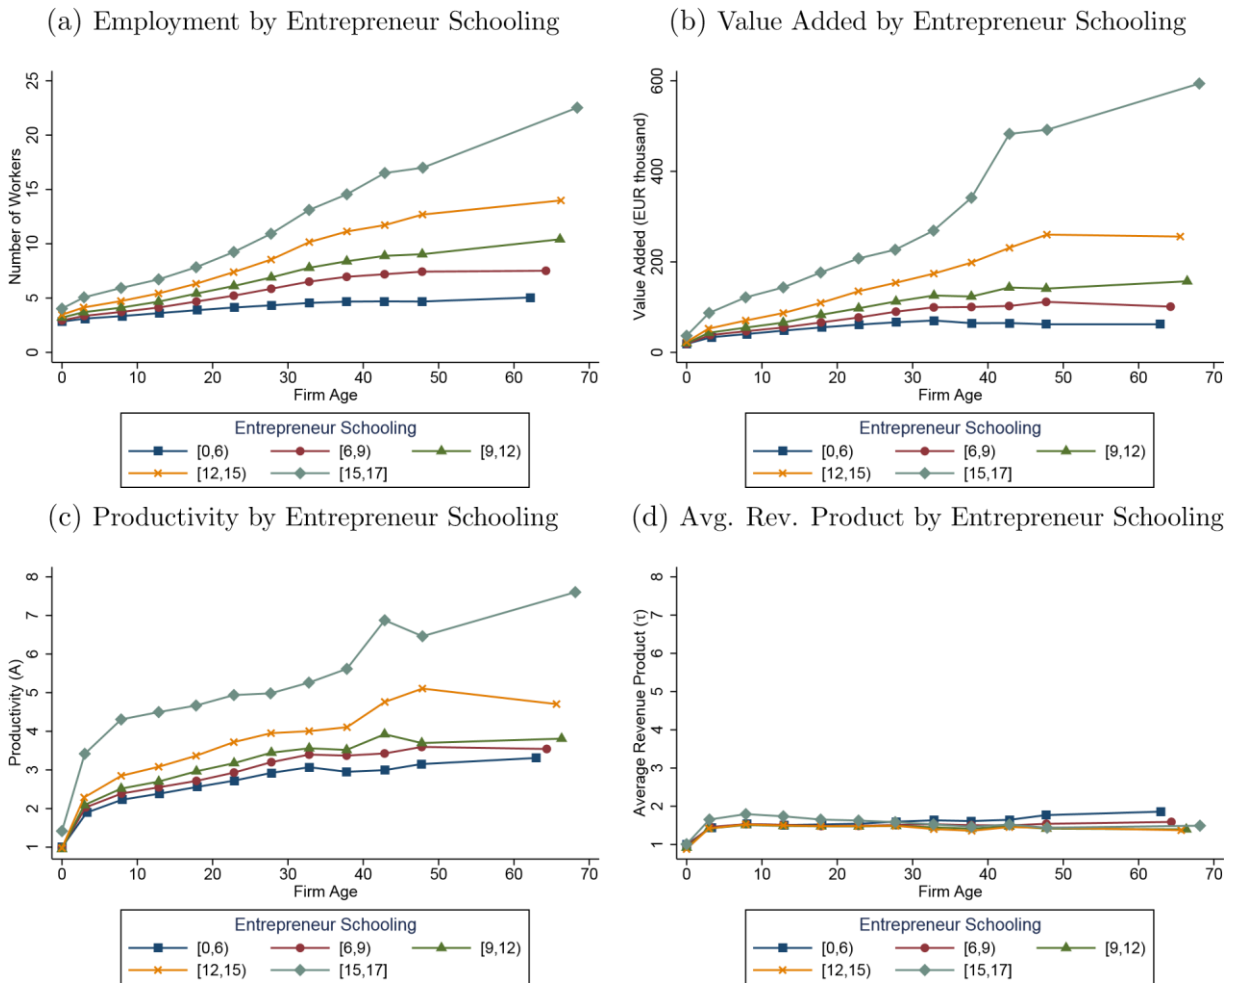 (a) Employment by Entrepreneur Schooling
Number of Workers
25
20
15
10
5
0
0 10 20 30 40 50 60 70
Firm Age
Entrepreneur Schooling
[0,6) [6,9) [9,12)
[12,15) [15,17]
(b) Value Added by Entrepreneur Schooling
Value Added (EUR thousand)
600
400
200
0
0 10 20 30 40 50 60 70
Firm Age
Entrepreneur Schooling
[0,6) [6,9) [9,12)
[12,15) [15,17]
(c) Productivity by Entrepreneur Schooling
Productivity (A)
8
7
6
5
4
3
2
1
0 10 20 30 40 50 60 70
Firm Age
Entrepreneur Schooling
[0,6) [6,9) [9,12)
[12,15) [15,17]
(d) Avg. Rev. Product by Entrepreneur Schooling
Average Revenue Product (τ)
8
7
6
5
4
3
2
1
0 10 20 30 40 50 60 70
Firm Age
Entrepreneur Schooling
[0,6) [6,9) [9,12)
[12,15) [15,17]